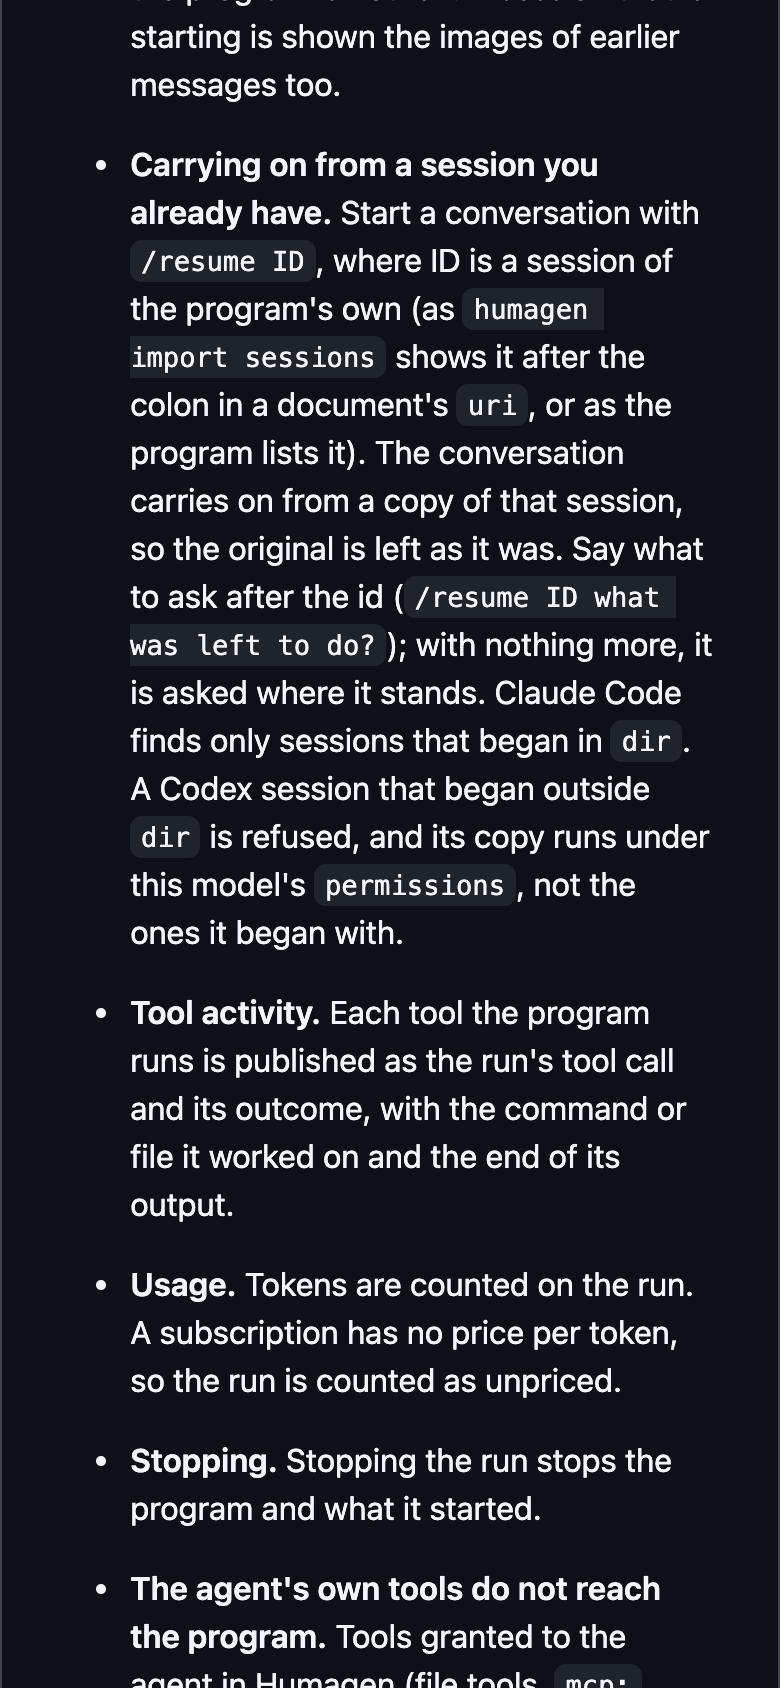 starting is shown the images of earlier
messages too.
• Carrying on from a session you
already have. Start a conversation with
/resume ID, where ID is a session of
the program's own (as humagen
import sessions shows it after the
colon in a document's uri, or as the
program lists it). The conversation
carries on from a copy of that session,
so the original is left as it was. Say what
to ask after the id (/resume ID what
was left to do?); with nothing more, it
is asked where it stands. Claude Code
finds only sessions that began in dir.
A Codex session that began outside
dir is refused, and its copy runs under
this model's permissions, not the
ones it began with.
• Tool activity. Each tool the program
runs is published as the run's tool call
and its outcome, with the command or
file it worked on and the end of its
output.
• Usage. Tokens are counted on the run.
A subscription has no price per token,
so the run is counted as unpriced.
• Stopping. Stopping the run stops the
program and what it started.
• The agent's own tools do not reach
the program. Tools granted to the
agent in Humagen (file tools, mcp: